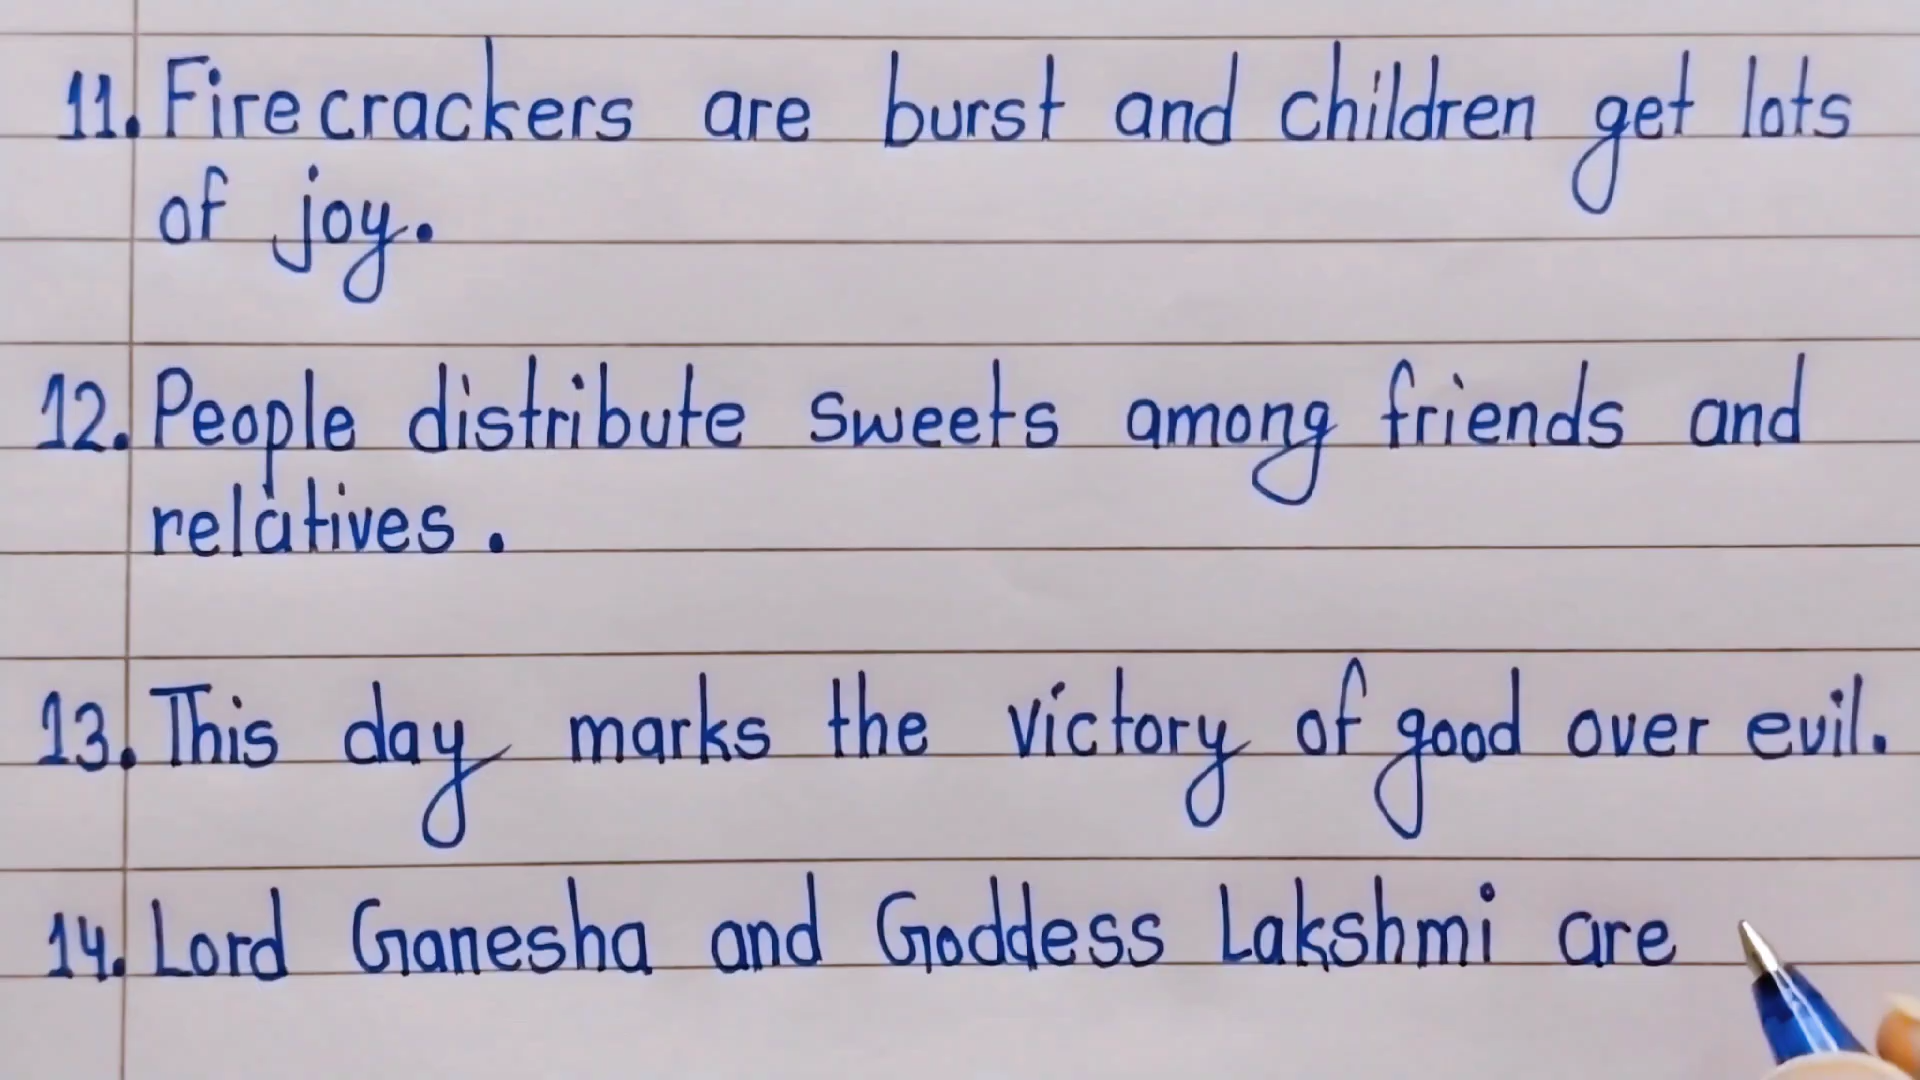 11. Firecrackers are burst and children get lots
of joy.
12. People distribute sweets among friends and
relatives.
13. This day marks the victory of good over evil.
14. Lord Ganesha and Goddess Lakshmi are